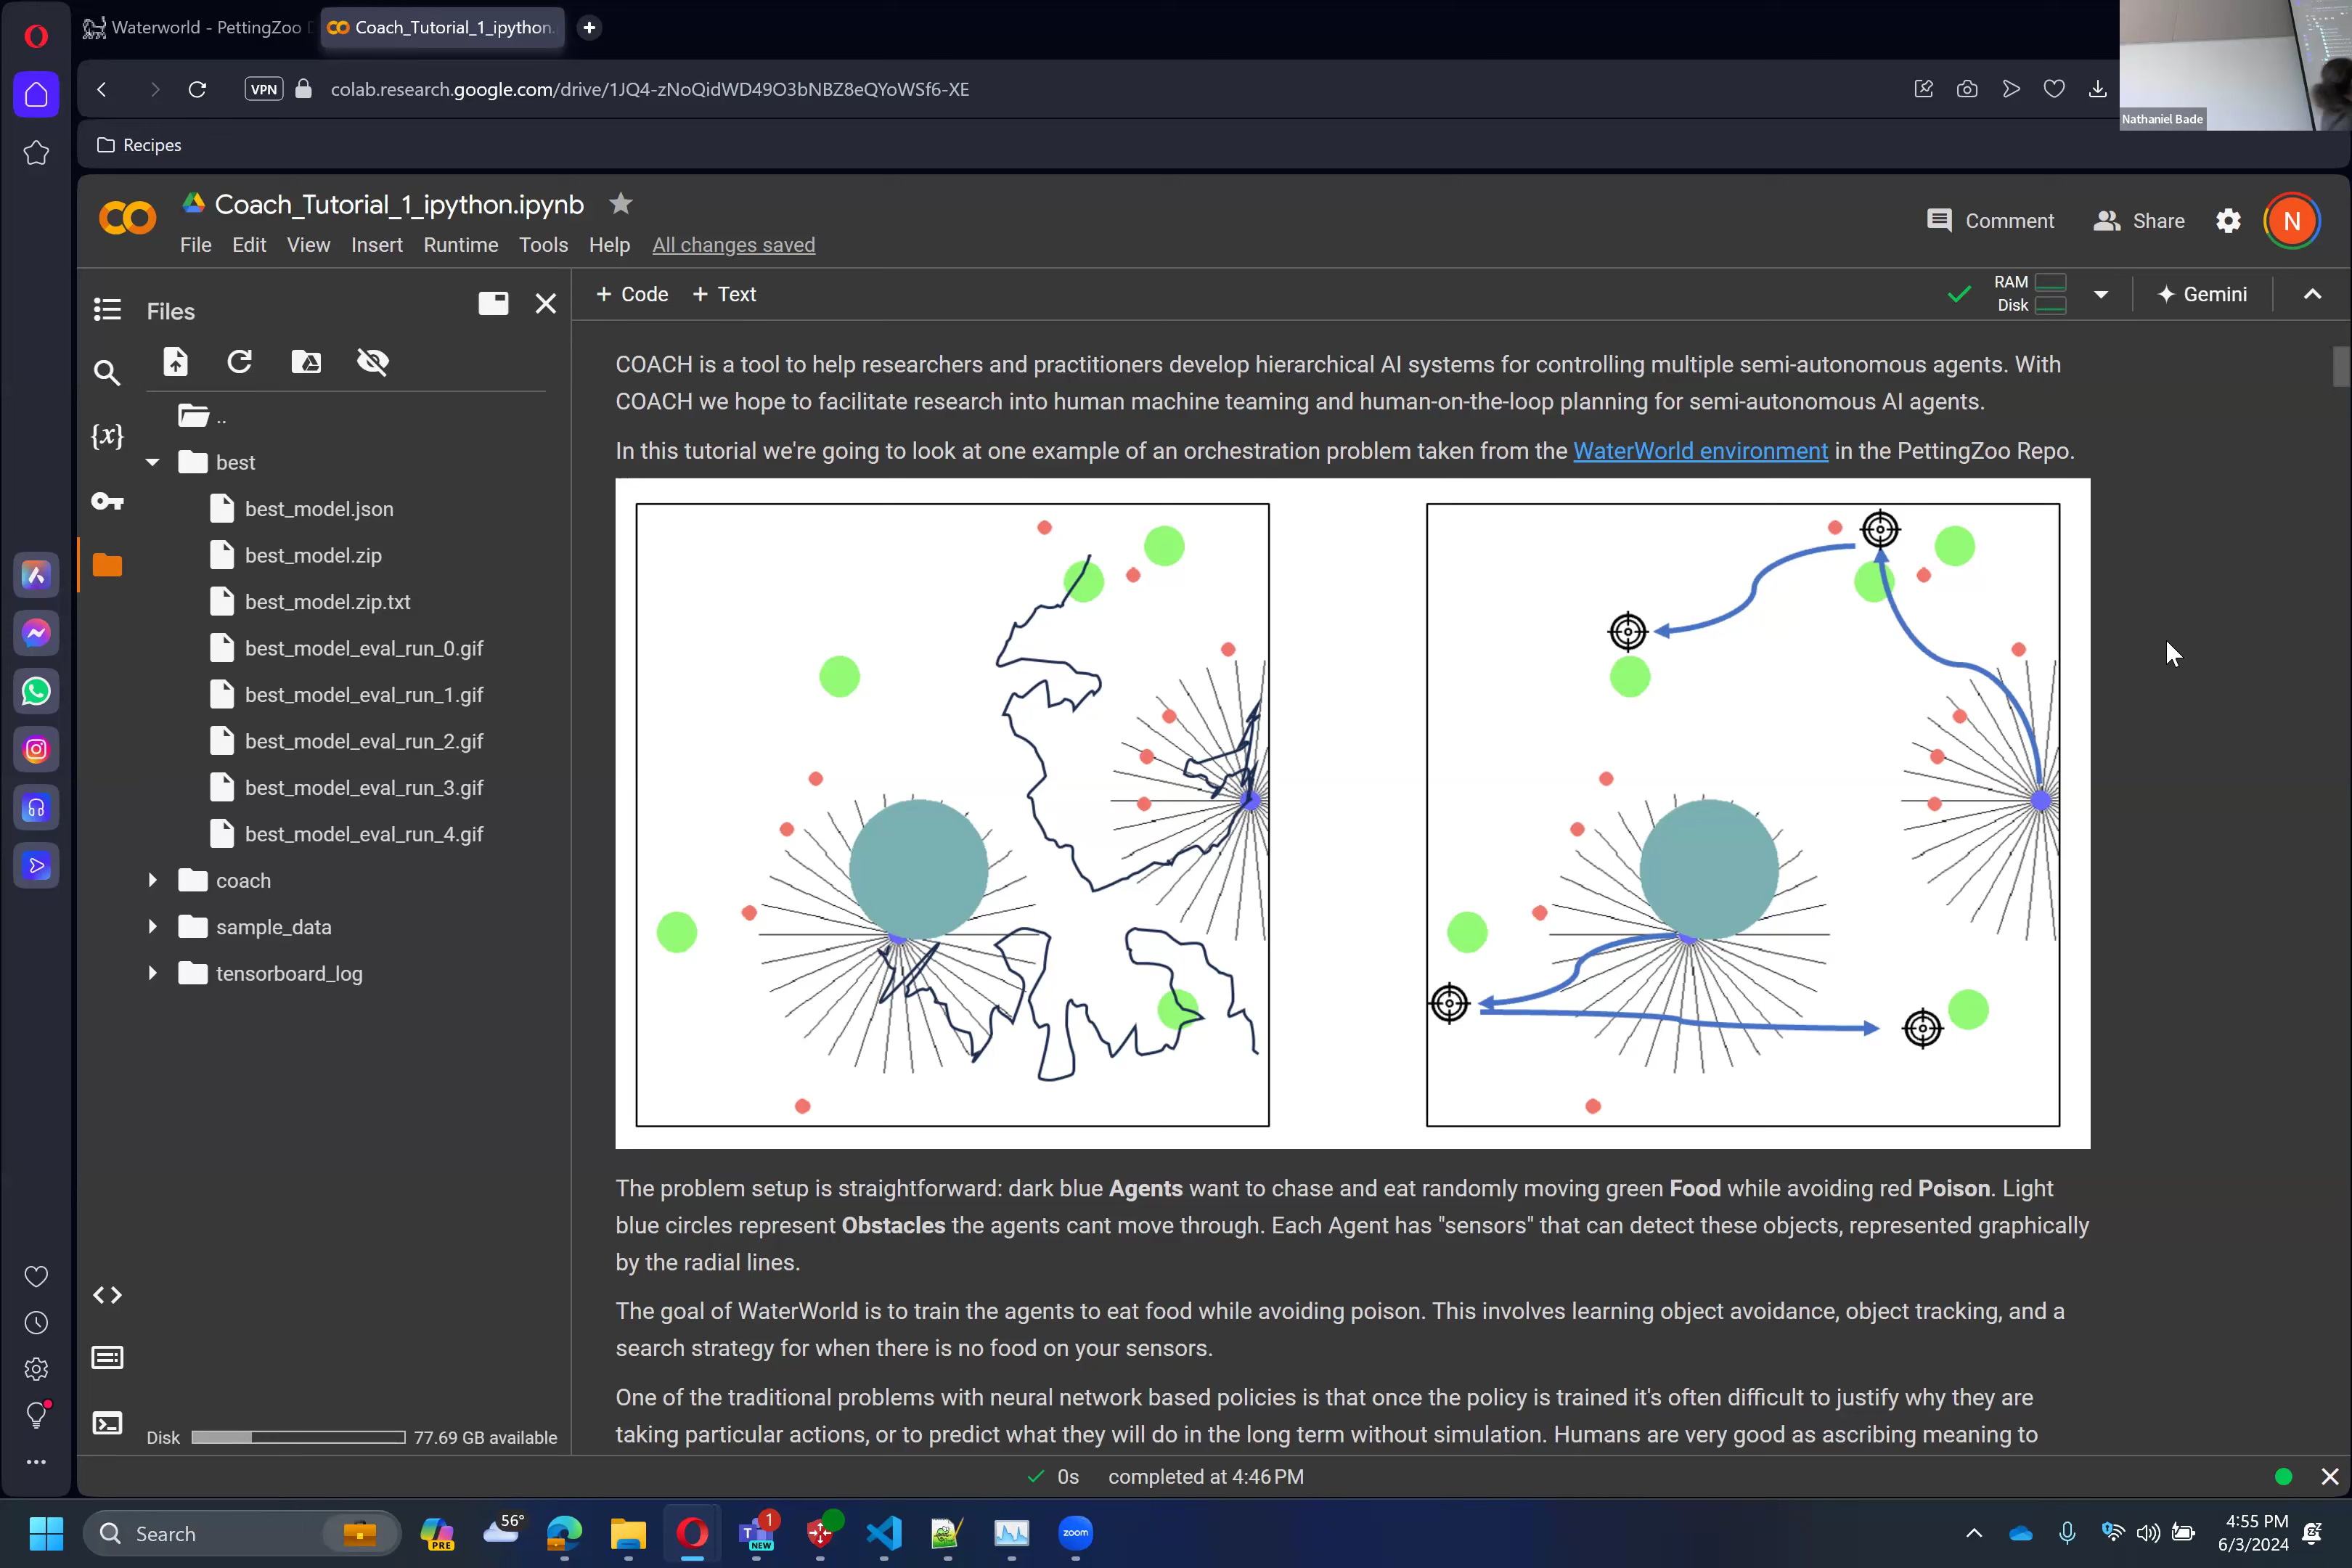 Waterworld - PettingZoo
Coach_Tutorial_1_ipython.
VPN
colab.research.google.com/drive/1JQ4-zNoQidWD49O3bNBZ8eQYoWSf6-XE
Nathaniel Bade
Recipes
Coach_Tutorial_1_ipython.ipynb
Comment
Share
N
File Edit View Insert Runtime Tools Help All changes saved
Files
+ Code + Text
RAM
Disk
Gemini
{x}
..
best
best_model.json
best_model.zip
best_model.zip.txt
best_model_eval_run_0.gif
best_model_eval_run_1.gif
best_model_eval_run_2.gif
best_model_eval_run_3.gif
best_model_eval_run_4.gif
coach
sample_data
tensorboard_log
Disk
77.69 GB available
COACH is a tool to help researchers and practitioners develop hierarchical AI systems for controlling multiple semi-autonomous agents. With
COACH we hope to facilitate research into human machine teaming and human-on-the-loop planning for semi-autonomous AI agents.
In this tutorial we're going to look at one example of an orchestration problem taken from the WaterWorld environment in the PettingZoo Repo.
The problem setup is straightforward: dark blue Agents want to chase and eat randomly moving green Food while avoiding red Poison. Light
blue circles represent Obstacles the agents cant move through. Each Agent has "sensors" that can detect these objects, represented graphically
by the radial lines.
The goal of WaterWorld is to train the agents to eat food while avoiding poison. This involves learning object avoidance, object tracking, and a
search strategy for when there is no food on your sensors.
One of the traditional problems with neural network based policies is that once the policy is trained it's often difficult to justify why they are
taking particular actions, or to predict what they will do in the long term without simulation. Humans are very good as ascribing meaning to
0s completed at 4:46 PM
Search
PRE
56°
1
NEW
zoom
4:55 PM
6/3/2024